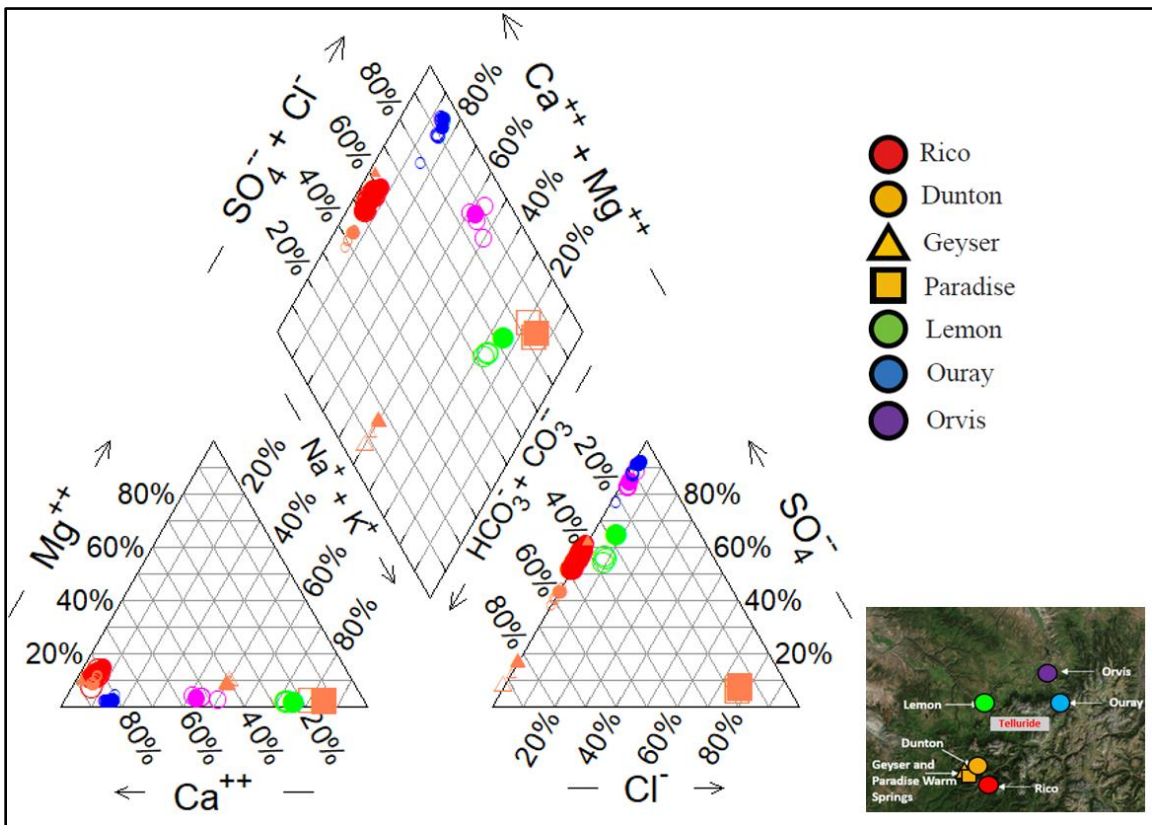 SO4-- + Cl-
Ca++ + Mg++
80%
60%
40%
20%
80%
60%
40%
20%
Rico
Dunton
Geyser
Paradise
Lemon
Ouray
Orvis
Mg++
Na+ + K+
HCO3- + CO3-
SO4--
80%
60%
40%
20%
20%
40%
60%
80%
20%
40%
60%
80%
80%
60%
40%
20%
80%
60%
40%
20%
20%
40%
60%
80%
Ca++
Cl-
Orvis
Lemon
Ouray
Telluride
Dunton
Geyser and
Paradise Warm
Springs
Rico